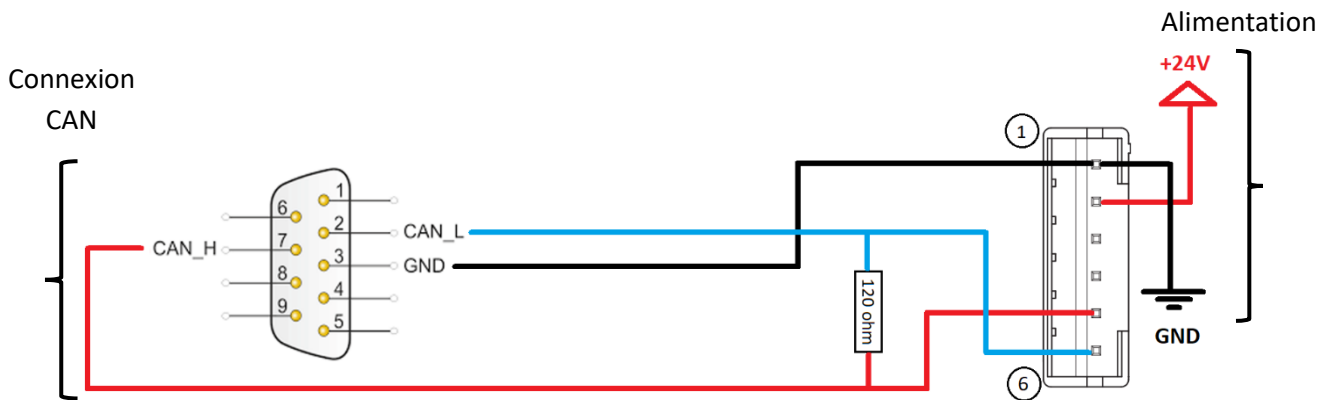 Alimentation
+24V
Connexion
CAN
1
1
6
2
CAN_L
CAN_H
7
3
GND
8
4
9
5
120 ohm
GND
6